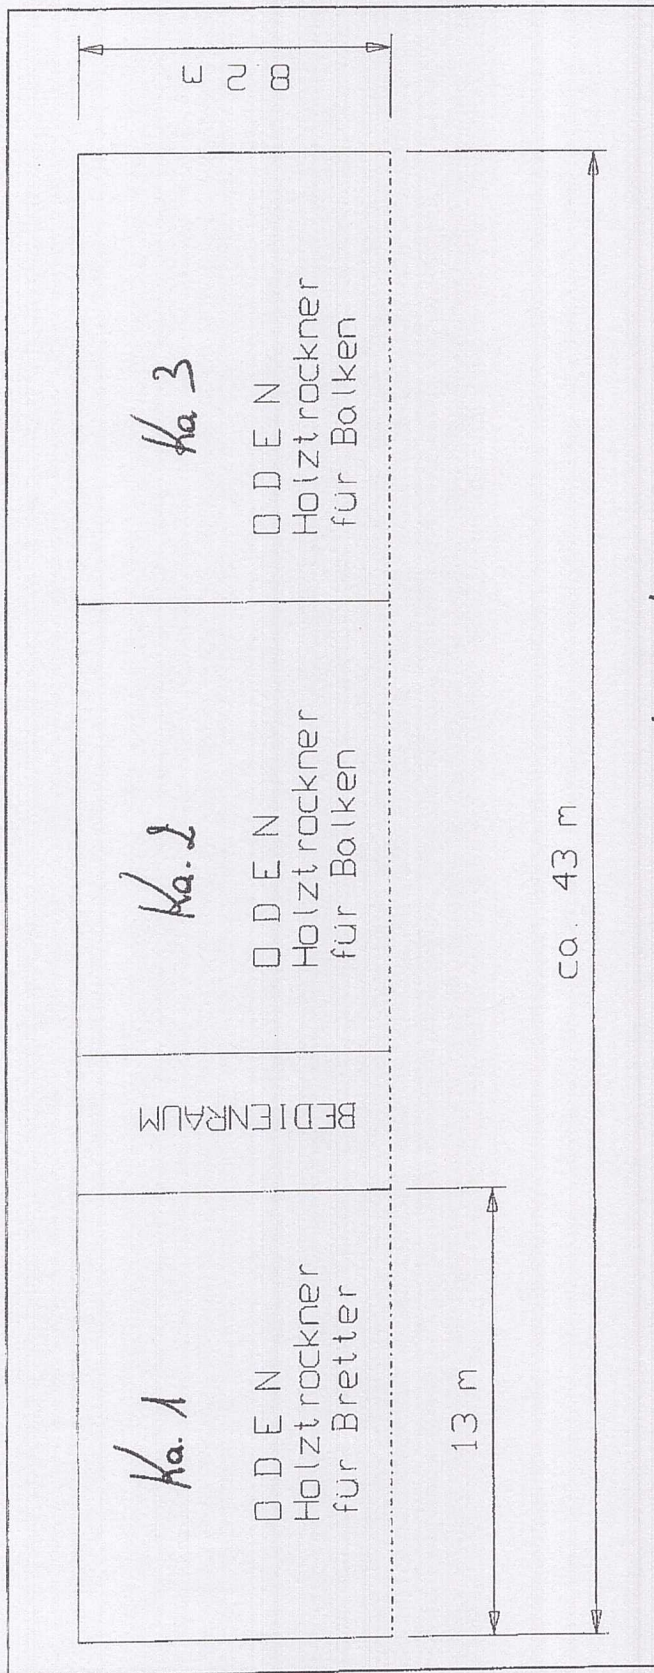 Ka. 1
ODEN
Holztrockner
für Bretter
BEDIENRAUM
Ka. 2
ODEN
Holztrockner
für Balken
Ka 3
ODEN
Holztrockner
für Balken
8.2 m
13 m
ca. 43 m